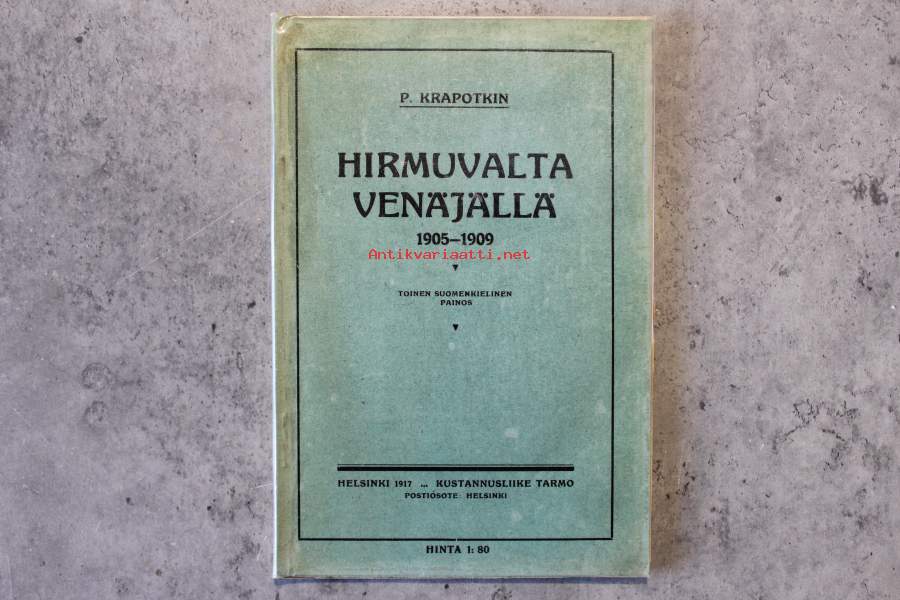 P. KRAPOTKIN
HIRMUVALTA
VENÄJÄLLÄ
1905–1909
Antikvariaatti.net
TOINEN SUOMENKIELINEN
PAINOS
HELSINKI 1917 ... KUSTANNUSLIIKE TARMO
POSTIOSOTE: HELSINKI
HINTA 1: 80